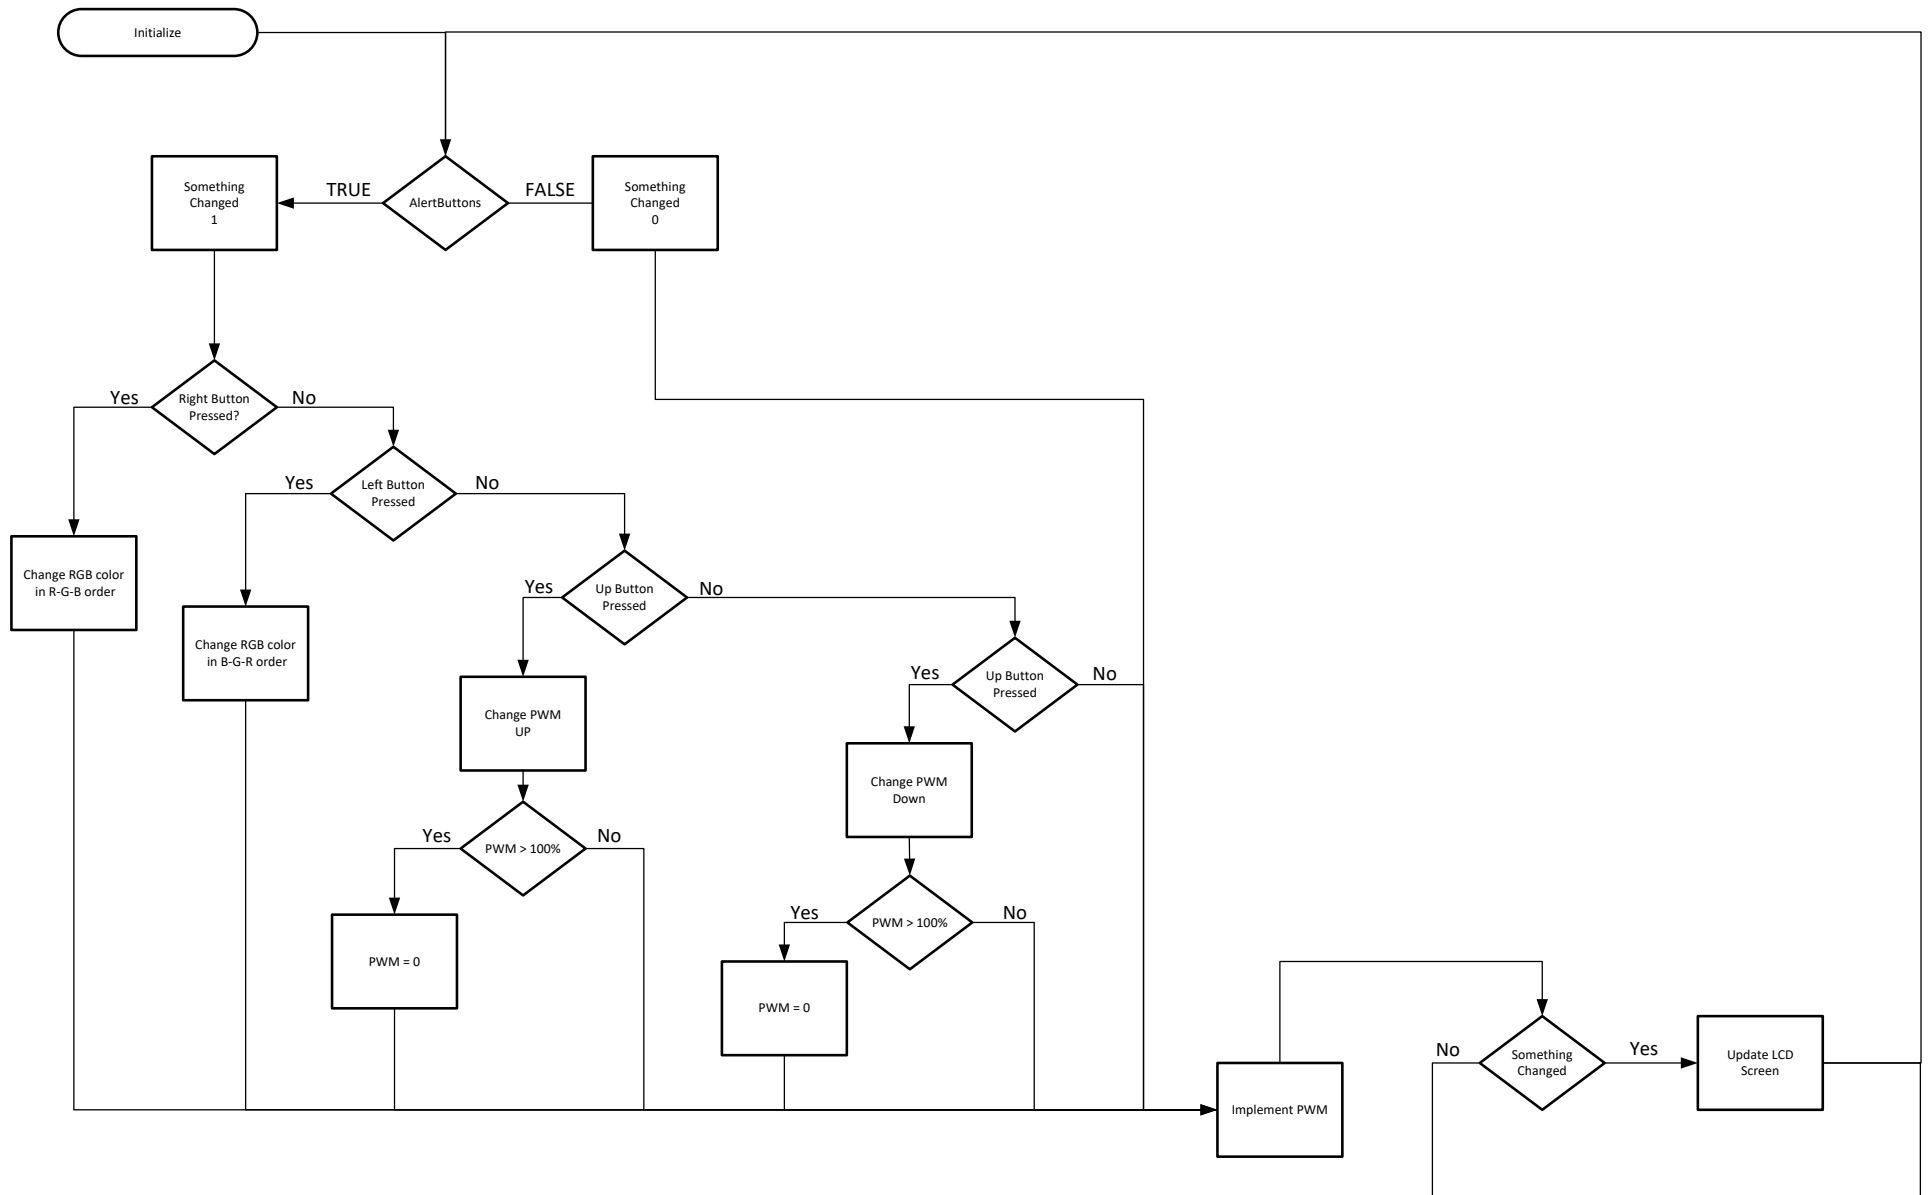 Initialize
Something
Changed
1
TRUE
AlertButtons
FALSE
Something
Changed
0
Yes
Right Button
Pressed?
No
Yes
Left Button
Pressed
No
Change RGB color
in R-G-B order
Change RGB color
in B-G-R order
Yes
Up Button
Pressed
No
Yes
Up Button
Pressed
No
Change PWM
UP
Change PWM
Down
Yes
PWM > 100%
No
Yes
PWM > 100%
No
PWM = 0
PWM = 0
Implement PWM
No
Something
Changed
Yes
Update LCD
Screen